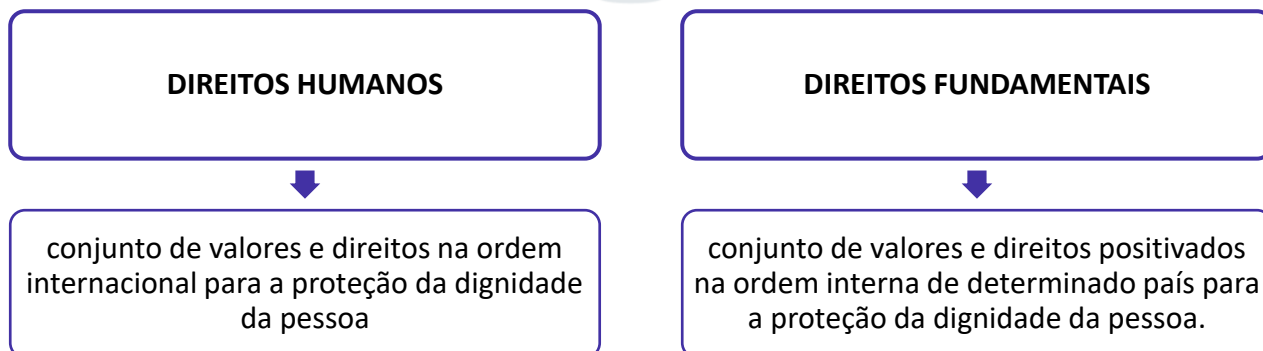 DIREITOS HUMANOS
conjunto de valores e direitos na ordem
internacional para a proteção da dignidade
da pessoa
DIREITOS FUNDAMENTAIS
conjunto de valores e direitos positivados
na ordem interna de determinado país para
a proteção da dignidade da pessoa.